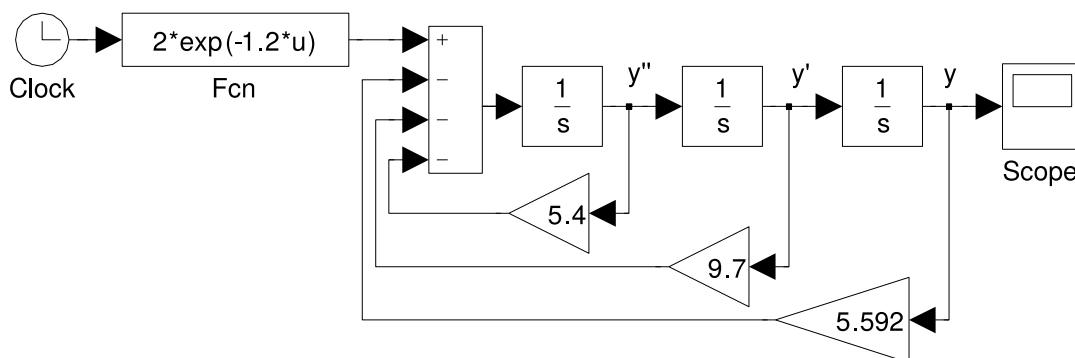 2*exp(-1.2*u)
Clock
Fcn
+
−
−
−
1
s
y"
1
s
y'
1
s
y
Scope
5.4
9.7
5.592